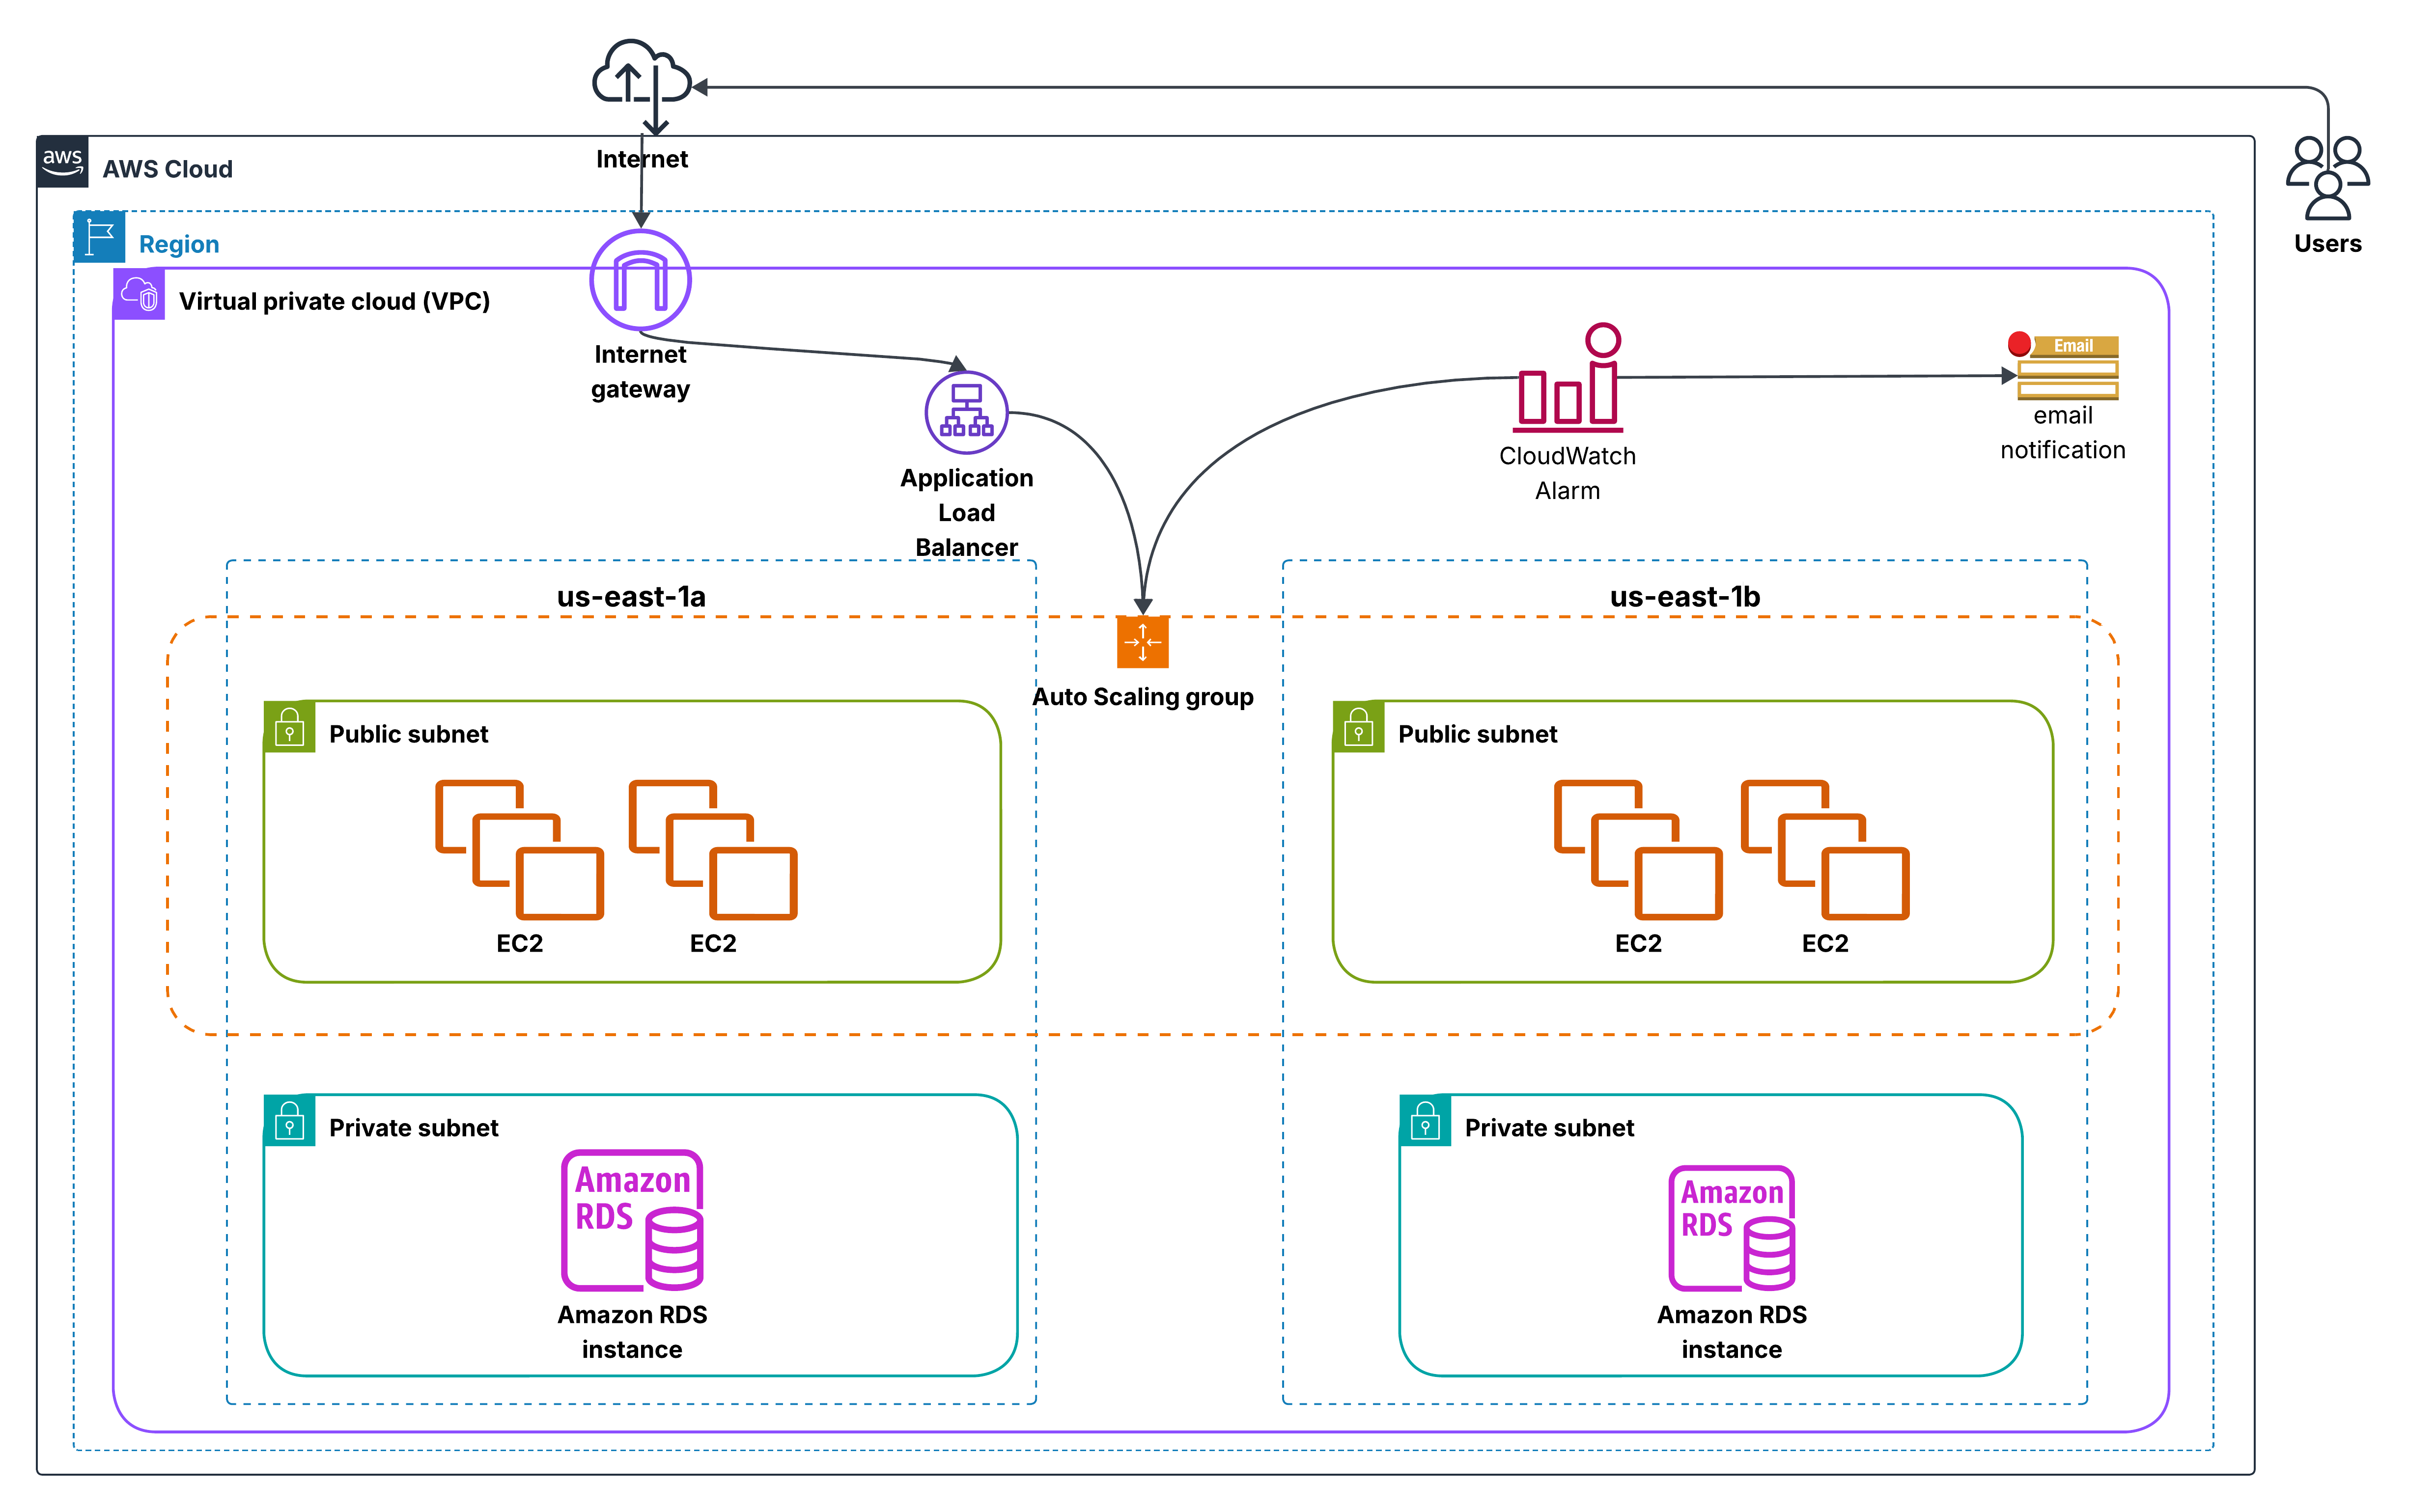 Internet
aws
AWS Cloud
Users
Region
Virtual private cloud (VPC)
Internet
gateway
Email
email
notification
CloudWatch
Alarm
Application
Load
Balancer
us-east-1a
us-east-1b
Auto Scaling group
Public subnet
Public subnet
EC2
EC2
EC2
EC2
Private subnet
Private subnet
Amazon
RDS
Amazon RDS
instance
Amazon
RDS
Amazon RDS
instance